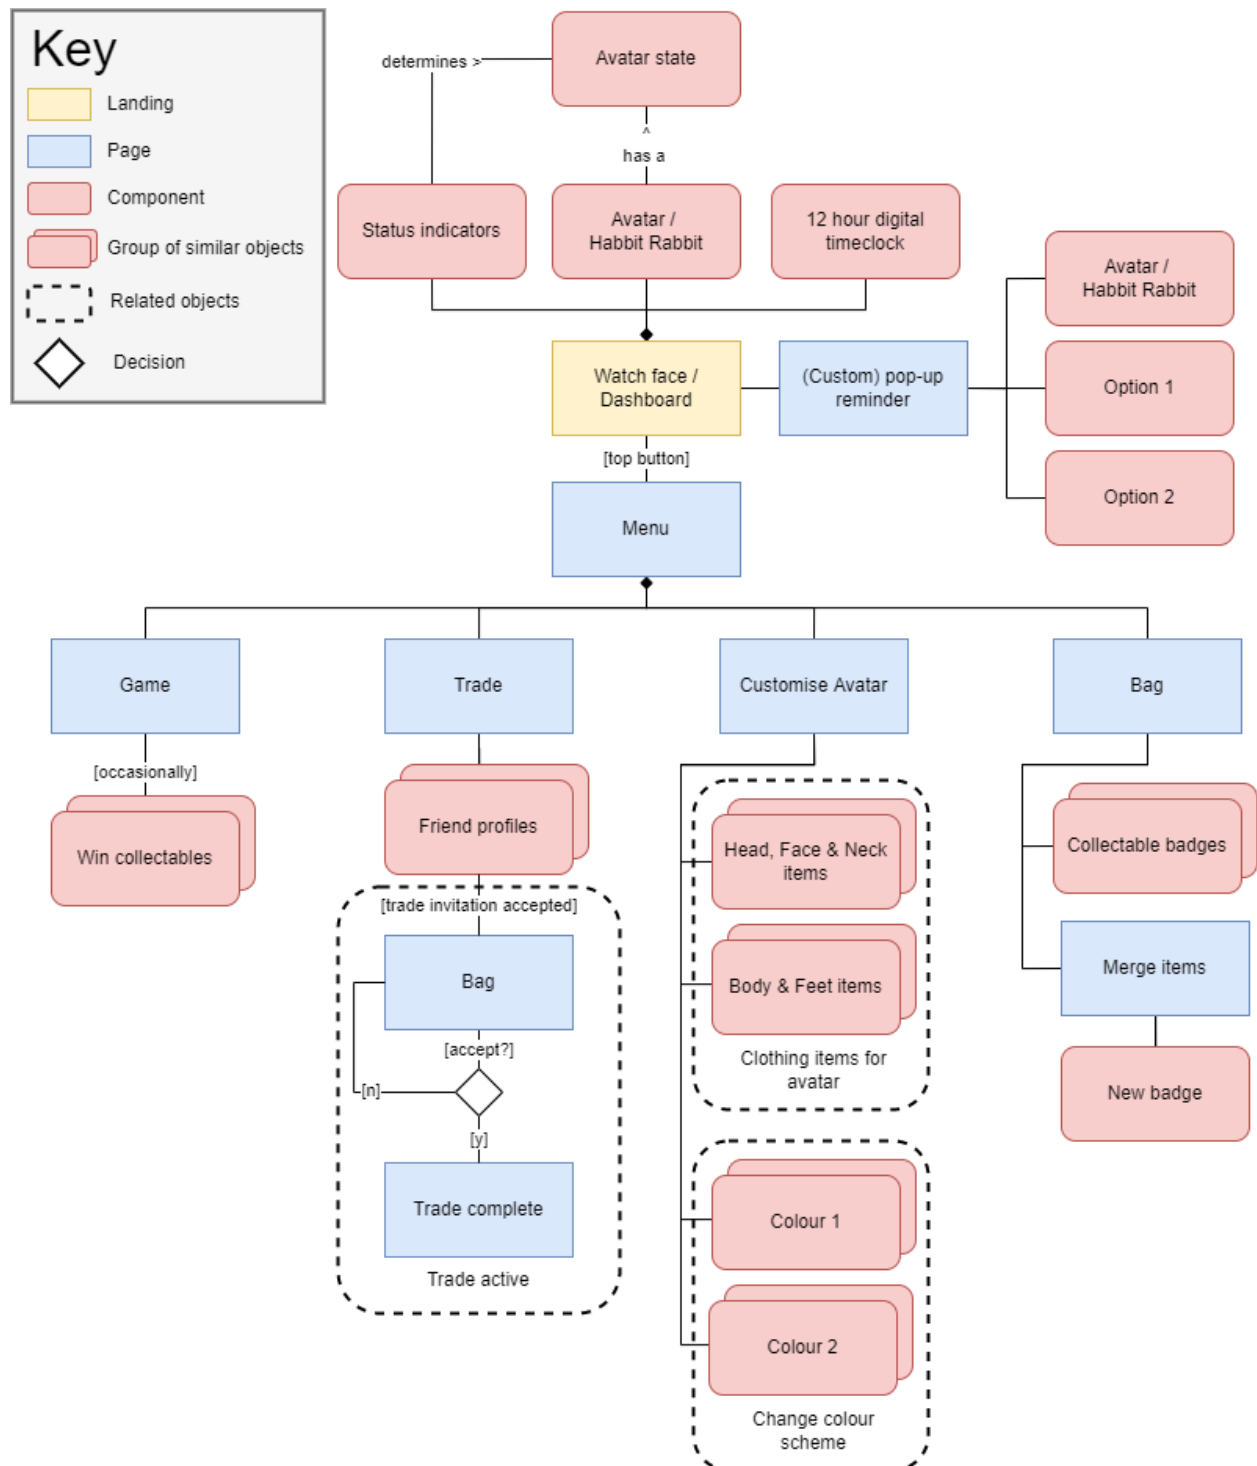 Key
Landing
Page
Component
Group of similar objects
Related objects
Decision
determines >
Avatar state
^
has a
Status indicators
Avatar /
Habbit Rabbit
12 hour digital
timeclock
Avatar /
Habbit Rabbit
Watch face /
Dashboard
(Custom) pop-up
reminder
Option 1
Option 2
[top button]
Menu
Game
Trade
Customise Avatar
Bag
[occasionally]
Win collectables
Friend profiles
[trade invitation accepted]
Bag
[accept?]
[n]
[y]
Trade complete
Trade active
Head, Face & Neck
items
Body & Feet items
Clothing items for
avatar
Colour 1
Colour 2
Change colour
scheme
Collectable badges
Merge items
New badge